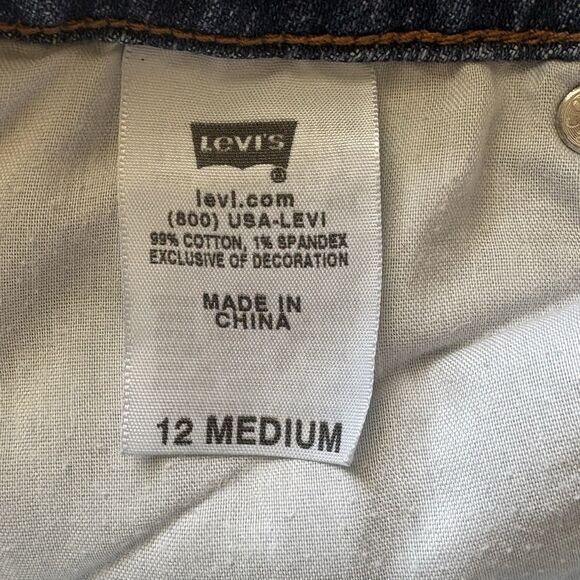 Levi's
®
levi.com
(800) USA-LEVI
99% COTTON, 1% SPANDEX
EXCLUSIVE OF DECORATION
MADE IN
CHINA
12 MEDIUM